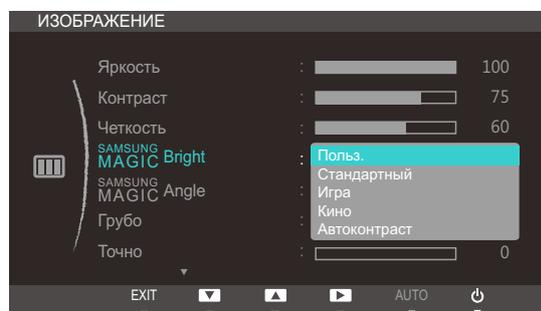 ИЗОБРАЖЕНИЕ
Яркость : 100
Контраст : 75
Четкость : 60
SAMSUNG MAGIC Bright : Польз.
Стандартный
SAMSUNG MAGIC Angle : Игра
Кино
Грубо : Автоконтраст
Точно : 0
EXIT AUTO